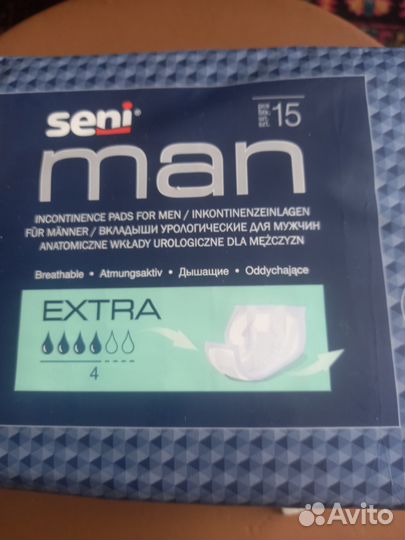 seni®
15
man
INCONTINENCE PADS FOR MEN / INKONTINENZEINLAGEN
FÜR MÄNNER / ВКЛАДЫШИ УРОЛОГИЧЕСКИЕ ДЛЯ МУЖЧИН
ANATOMICZNE WKŁADY UROLOGICZNE DLA MĘŻCZYZN
Breathable • Atmungsaktiv • Дышащие • Oddychające
EXTRA
4
Avito